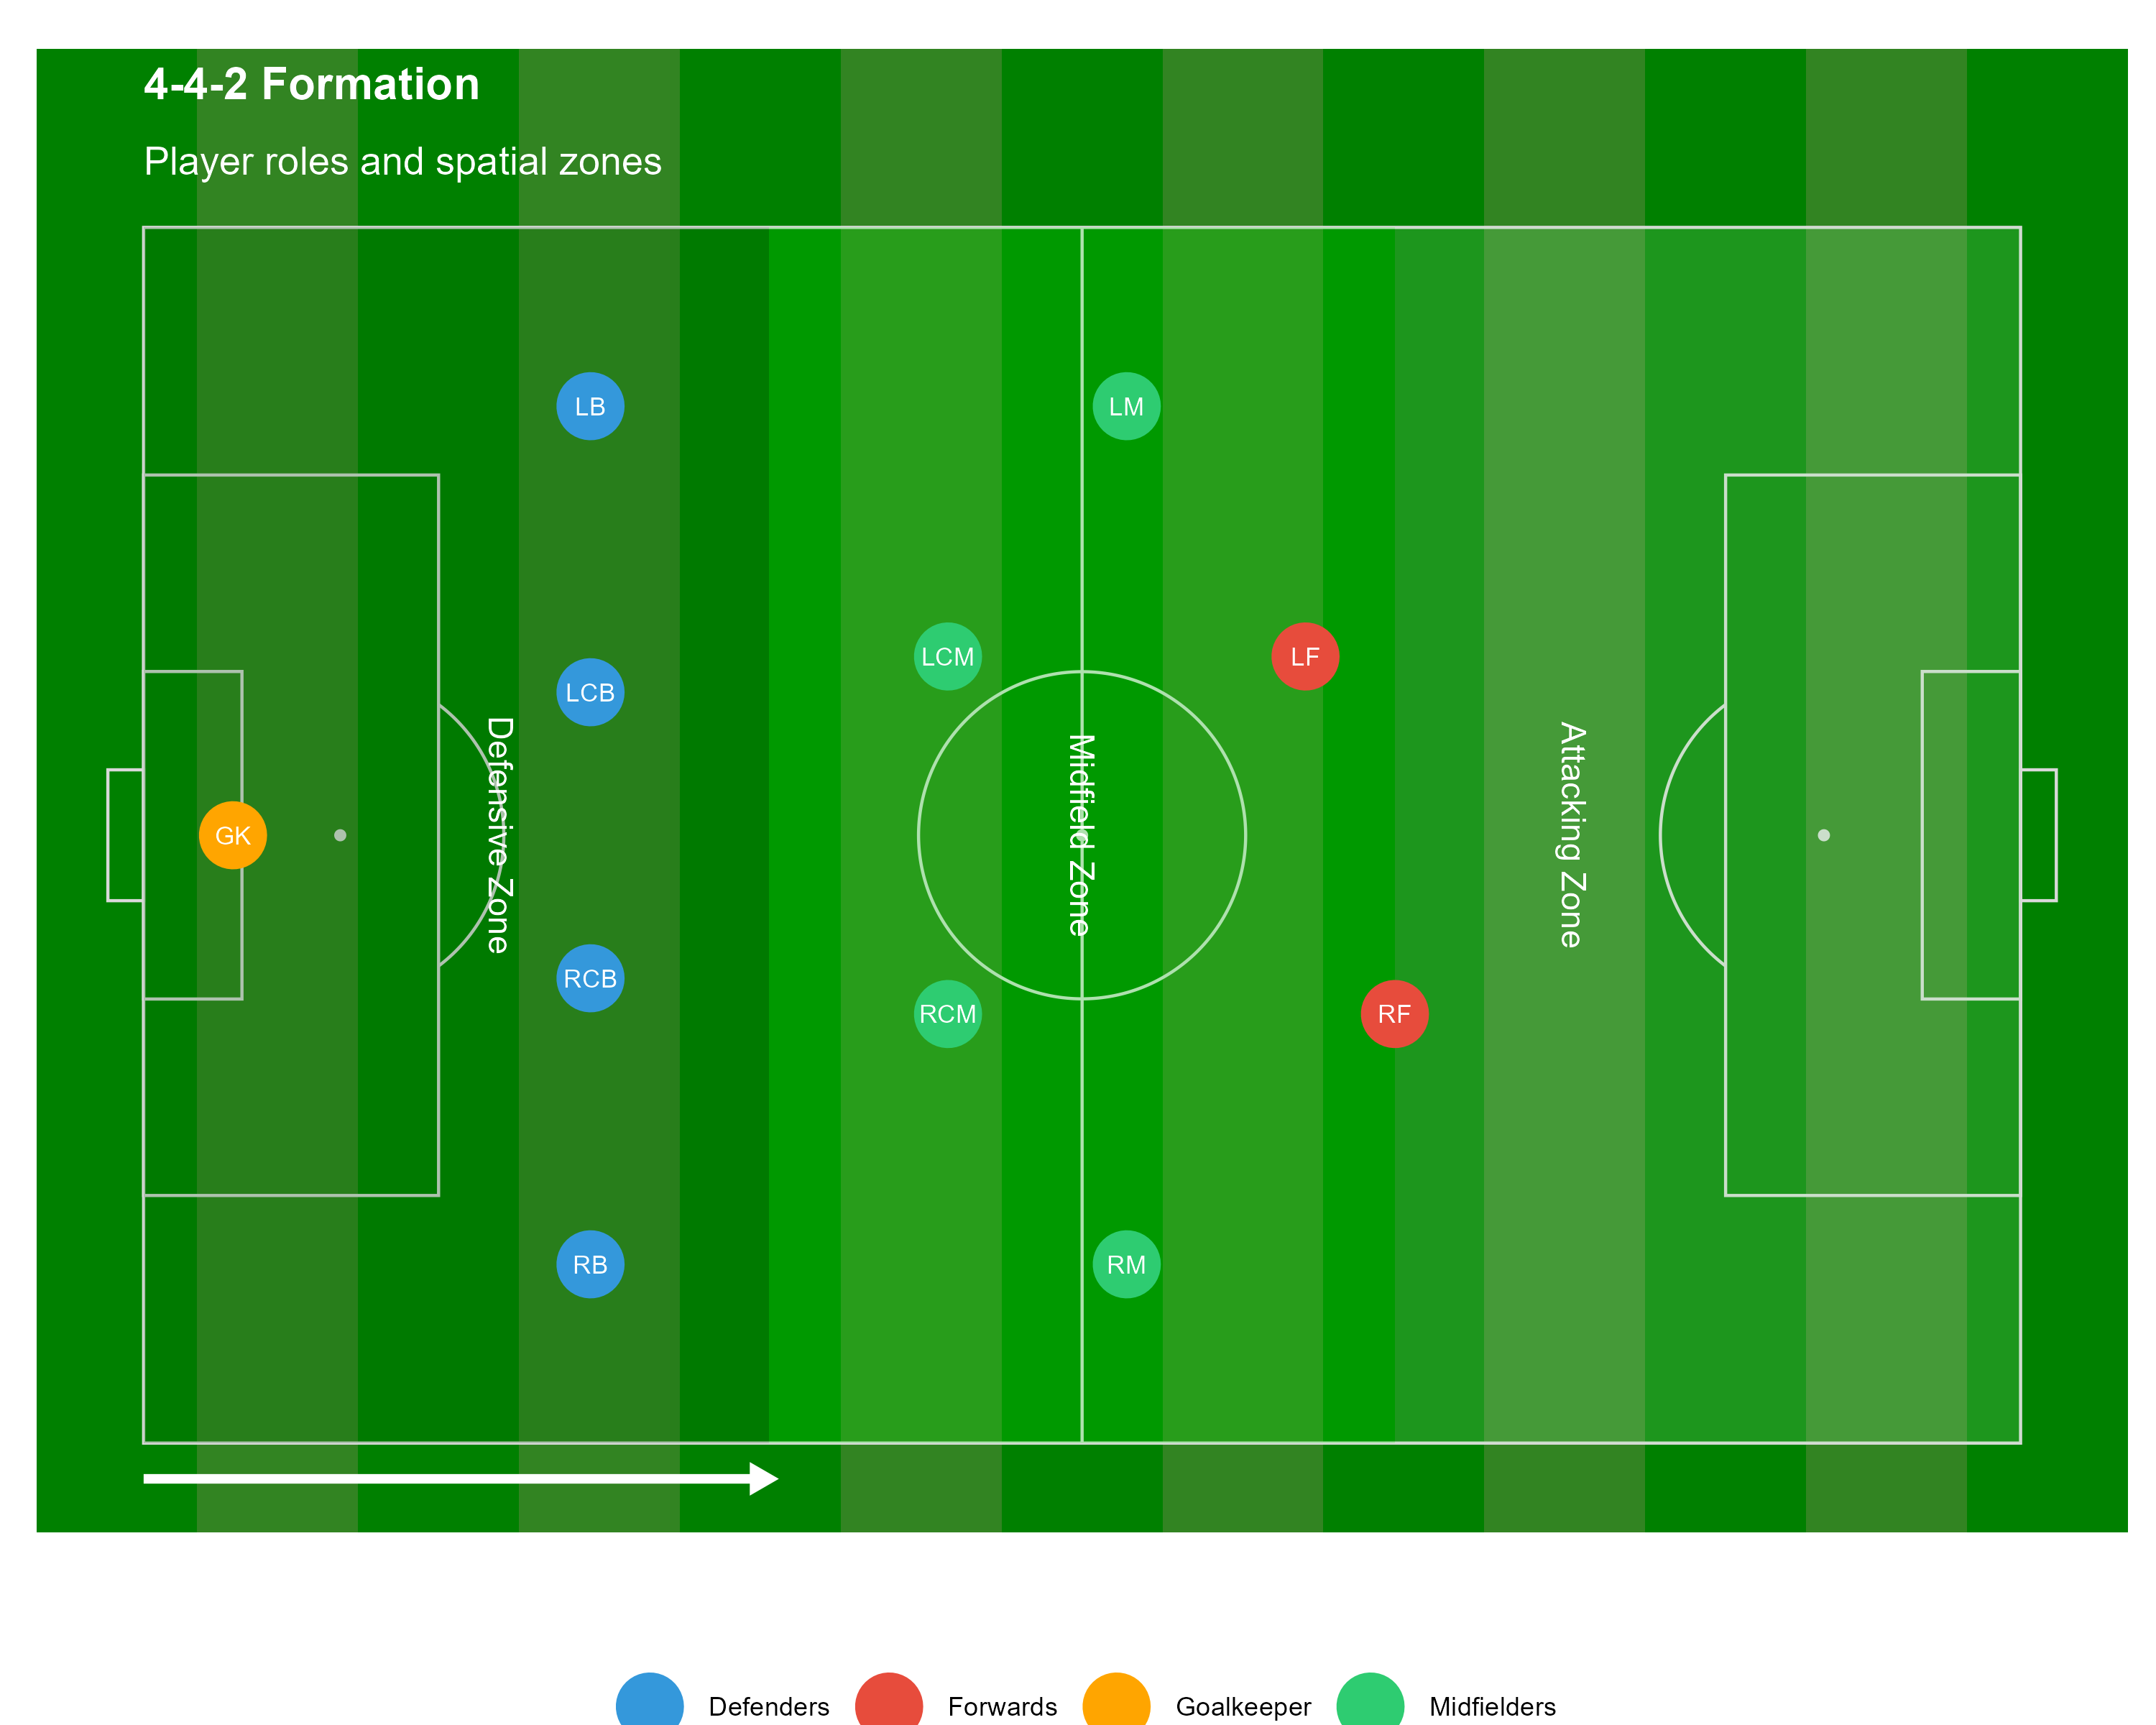 4-4-2 Formation
Player roles and spatial zones
LB
LM
LCM
LF
LCB
Defensive Zone
Midfield Zone
Attacking Zone
GK
RCB
RCM
RF
RB
RM
Defenders
Forwards
Goalkeeper
Midfielders